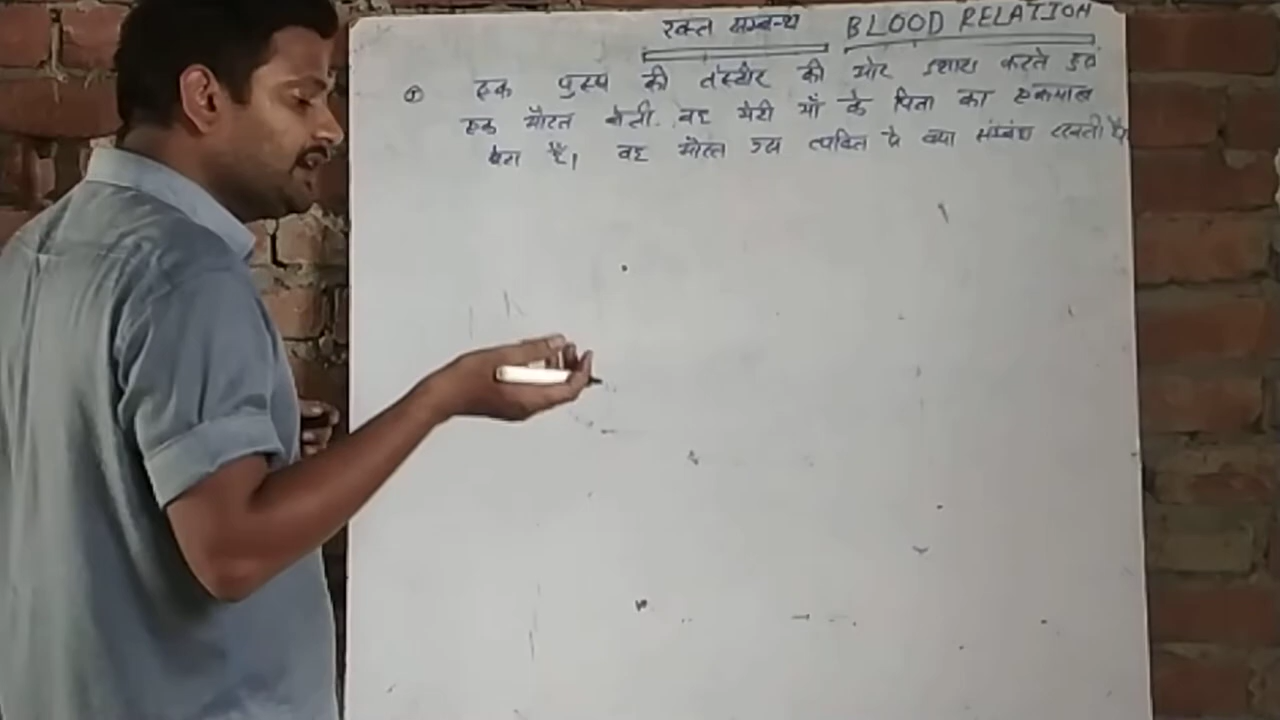 रक्त सम्बन्ध BLOOD RELATION
① एक पुरुष की तस्वीर की ओर इशारा करते हुए
एक औरत बोली. वह मेरी माँ के पिता का एकमात्र
बेटा है। वह औरत उस व्यक्ति से क्या संम्बंध रखती है?